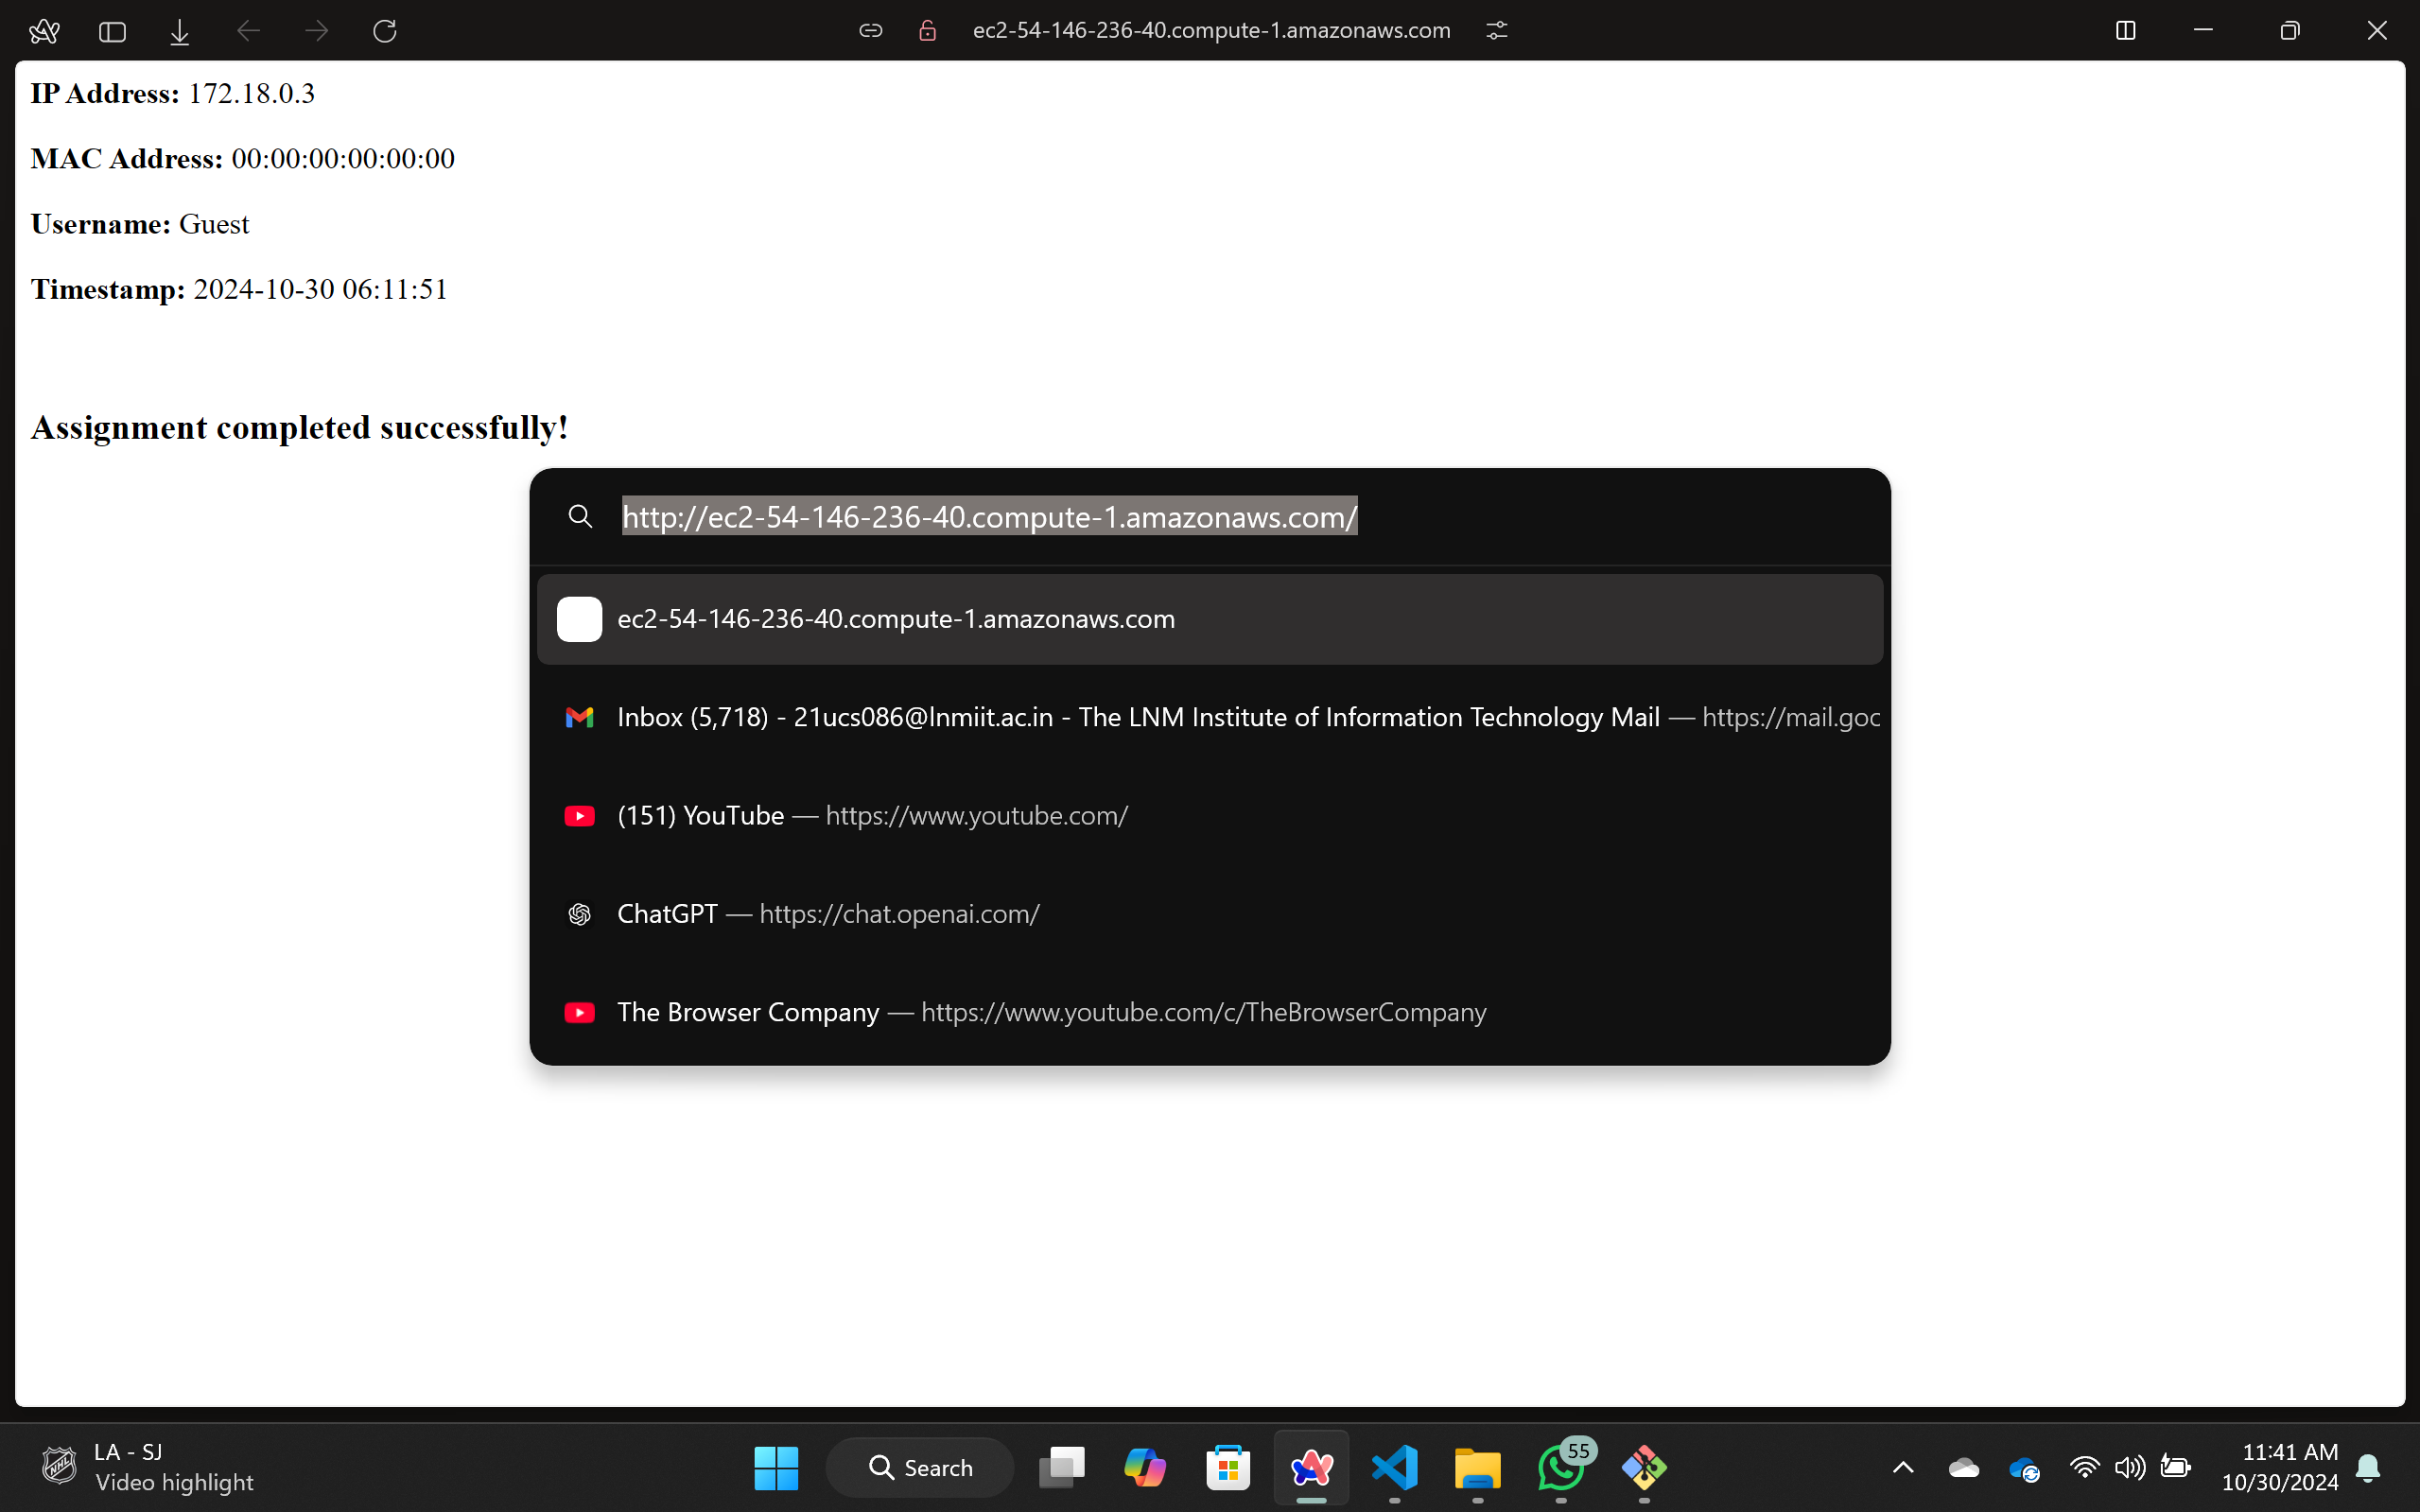 ec2-54-146-236-40.compute-1.amazonaws.com
IP Address: 172.18.0.3
MAC Address: 00:00:00:00:00:00
Username: Guest
Timestamp: 2024-10-30 06:11:51
Assignment completed successfully!
http://ec2-54-146-236-40.compute-1.amazonaws.com/
ec2-54-146-236-40.compute-1.amazonaws.com
Inbox (5,718) - 21ucs086@lnmiit.ac.in - The LNM Institute of Information Technology Mail — https://mail.goo
(151) YouTube — https://www.youtube.com/
ChatGPT — https://chat.openai.com/
The Browser Company — https://www.youtube.com/c/TheBrowserCompany
NHL
LA - SJ
Video highlight
Search
55
11:41 AM
10/30/2024